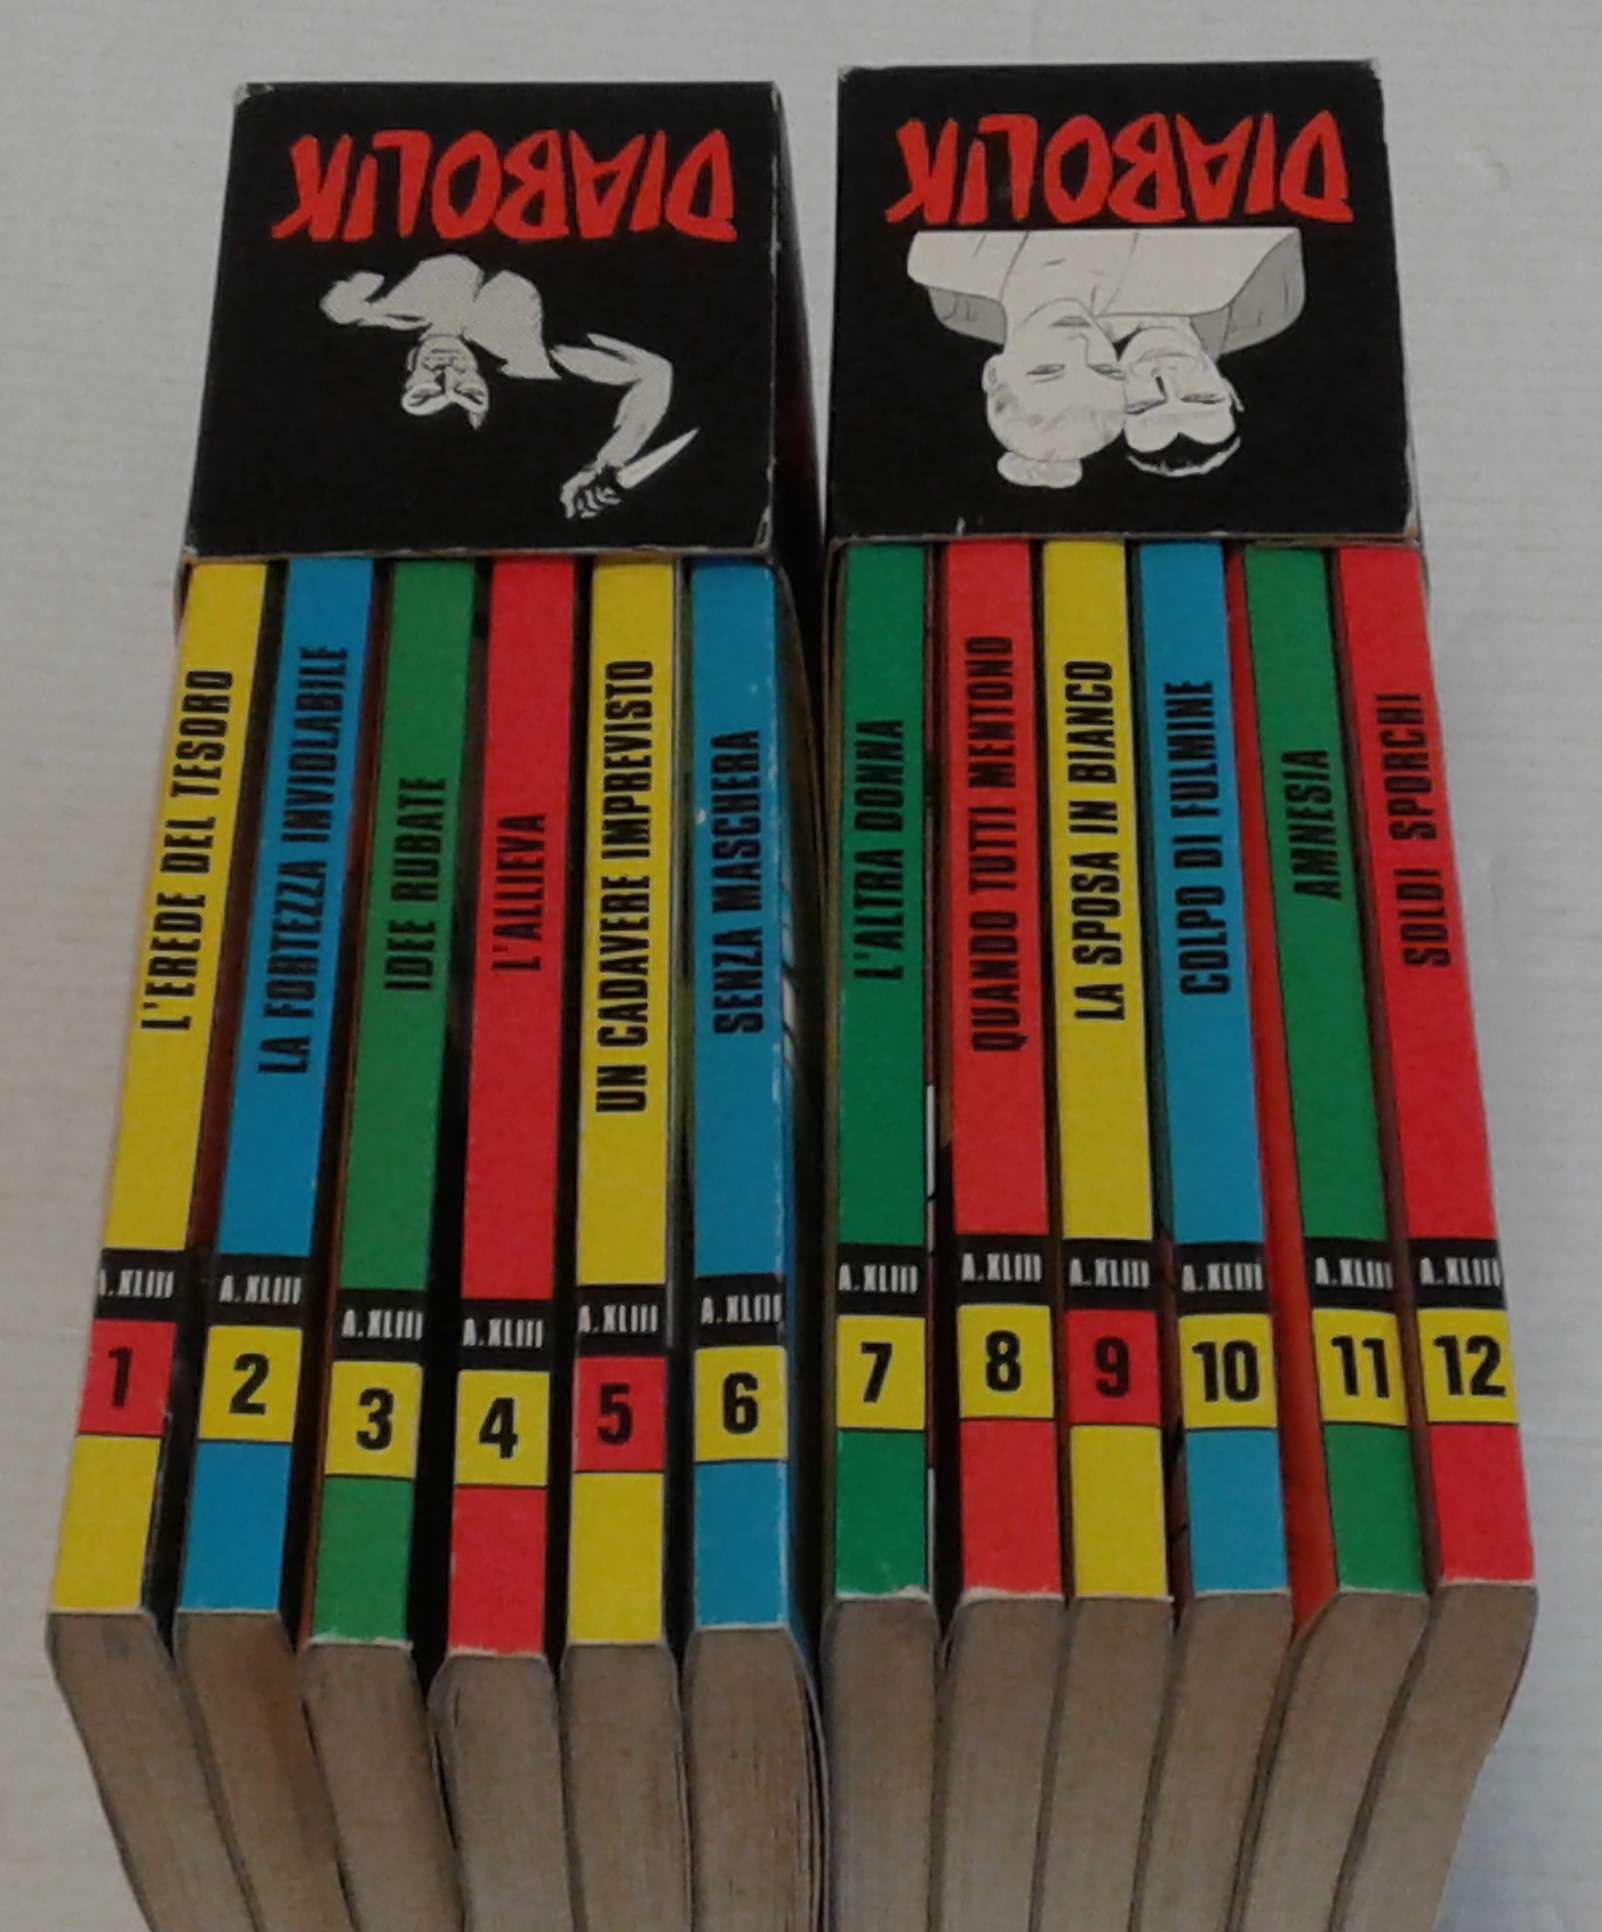 DIABOLIK
DIABOLIK
L'EREDE DEL TESORO
A.XLIII
1
LA FORTEZZA INVIOLABILE
A.XLIII
2
IDEE RUBATE
A.XLIII
3
L'ALLIEVA
A.XLIII
4
UN CADAVERE IMPREVISTO
A.XLIII
5
SENZA MASCHERA
A.XLIII
6
L'ALTRA DONNA
A.XLIII
7
QUANDO TUTTI MENTONO
A.XLIII
8
LA SPOSA IN BIANCO
A.XLIII
9
COLPO DI FULMINE
A.XLIII
10
AMNESIA
A.XLIII
11
SOLDI SPORCHI
A.XLIII
12